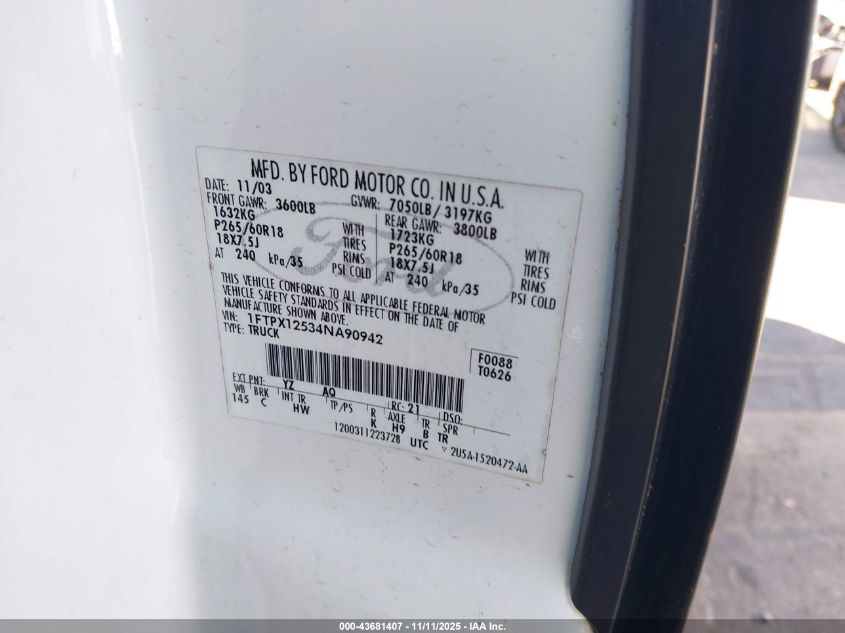 MFD. BY FORD MOTOR CO. IN U.S.A.
DATE: 11/03 GVWR: 7050LB/ 3197KG
FRONT GAWR: 3600LB REAR GAWR: 3800LB
1632KG WITH 1723KG WITH
P265/60R18 TIRES P265/60R18 TIRES
18X7.5J RIMS 18X7.5J RIMS
AT 240 kPa/35 PSI COLD AT 240 kPa/35 PSI COLD
THIS VEHICLE CONFORMS TO ALL APPLICABLE FEDERAL MOTOR
VEHICLE SAFETY STANDARDS IN EFFECT ON THE DATE OF
MANUFACTURE SHOWN ABOVE.
VIN: 1FTPX12534NA90942
TYPE: TRUCK
Ford
F0088
T0626
EXT PNT: YZ AQ RC: 21 DSO:
WB BRK INT TR TP/PS R AXLE TR SPR
145 C HW K H9 B TR
1200311223728 UTC ▽ 2U5A-1520472-AA
000-43681407 - 11/11/2025 - IAA Inc.